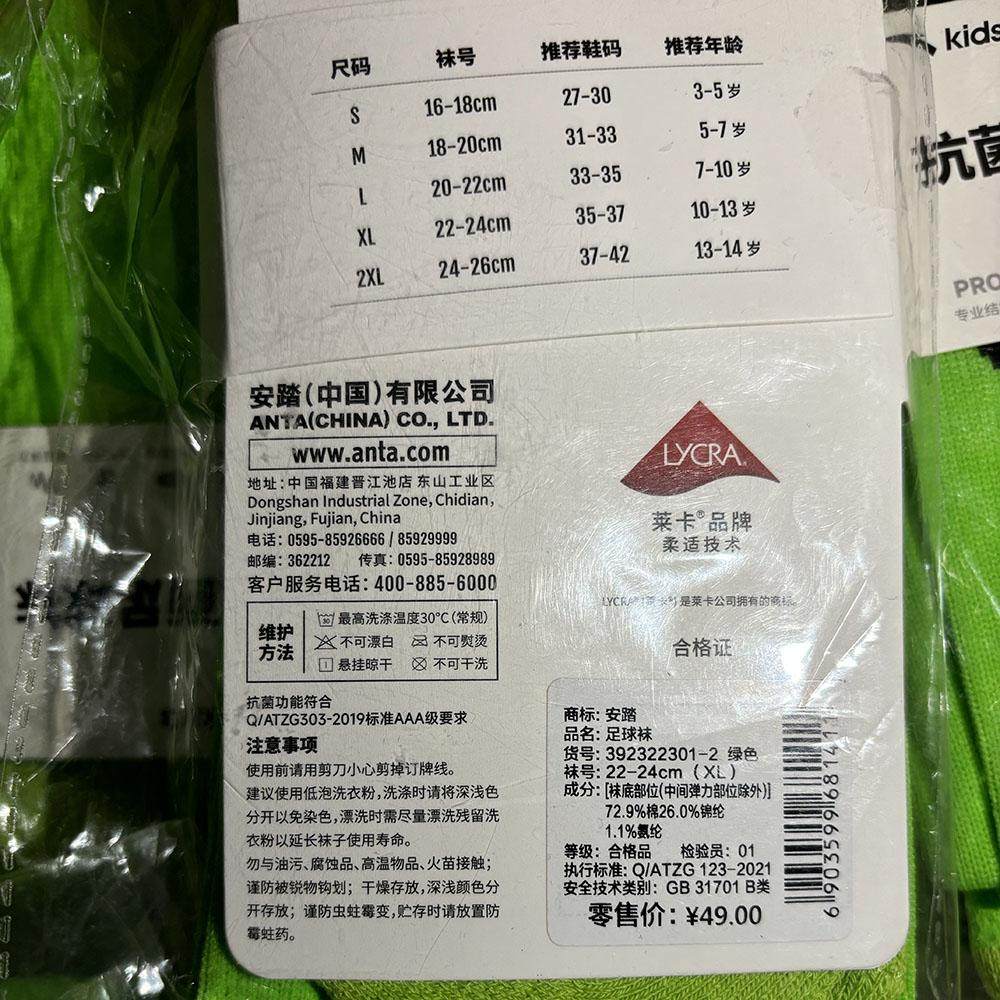 尺码 袜号 推荐鞋码 推荐年龄
S 16-18cm 27-30 3-5岁
M 18-20cm 31-33 5-7岁
L 20-22cm 33-35 7-10岁
XL 22-24cm 35-37 10-13岁
2XL 24-26cm 37-42 13-14岁
安踏(中国)有限公司
ANTA(CHINA) CO., LTD.
www.anta.com
地址:中国福建晋江池店 东山工业区
Dongshan Industrial Zone, Chidian,
Jinjiang, Fujian, China
电话: 0595-85926666 / 85929999
邮编: 362212 传真: 0595-85928989
客户服务电话: 400-885-6000
维护方法
30 最高洗涤温度30°C(常规)
不可漂白 不可熨烫
悬挂晾干 不可干洗
抗菌功能符合
Q/ATZG303-2019标准AAA级要求
注意事项
使用前请用剪刀小心剪掉订牌线。
建议使用低泡洗衣粉,洗涤时请将深浅色
分开以免染色,漂洗时需尽量漂洗残留洗
衣粉以延长袜子使用寿命。
勿与油污、腐蚀品、高温物品、火苗接触;
谨防被锐物钩划;干燥存放,深浅颜色分
开存放;谨防虫蛀霉变,贮存时请放置防
霉蛀药。
LYCRA®
莱卡®品牌
柔适技术
是莱卡公司拥有的商标。
合格证
商标: 安踏
品名: 足球袜
货号: 392322301-2 绿色
袜号: 22-24cm (XL)
成分: [袜底部位(中间弹力部位除外)]
72.9%棉26.0%锦纶
1.1%氨纶
等级: 合格品 检验员: 01
执行标准: Q/ATZG 123-2021
安全技术类别: GB 31701 B类
零售价: ¥49.00
kids
抗菌
PRO
专业结